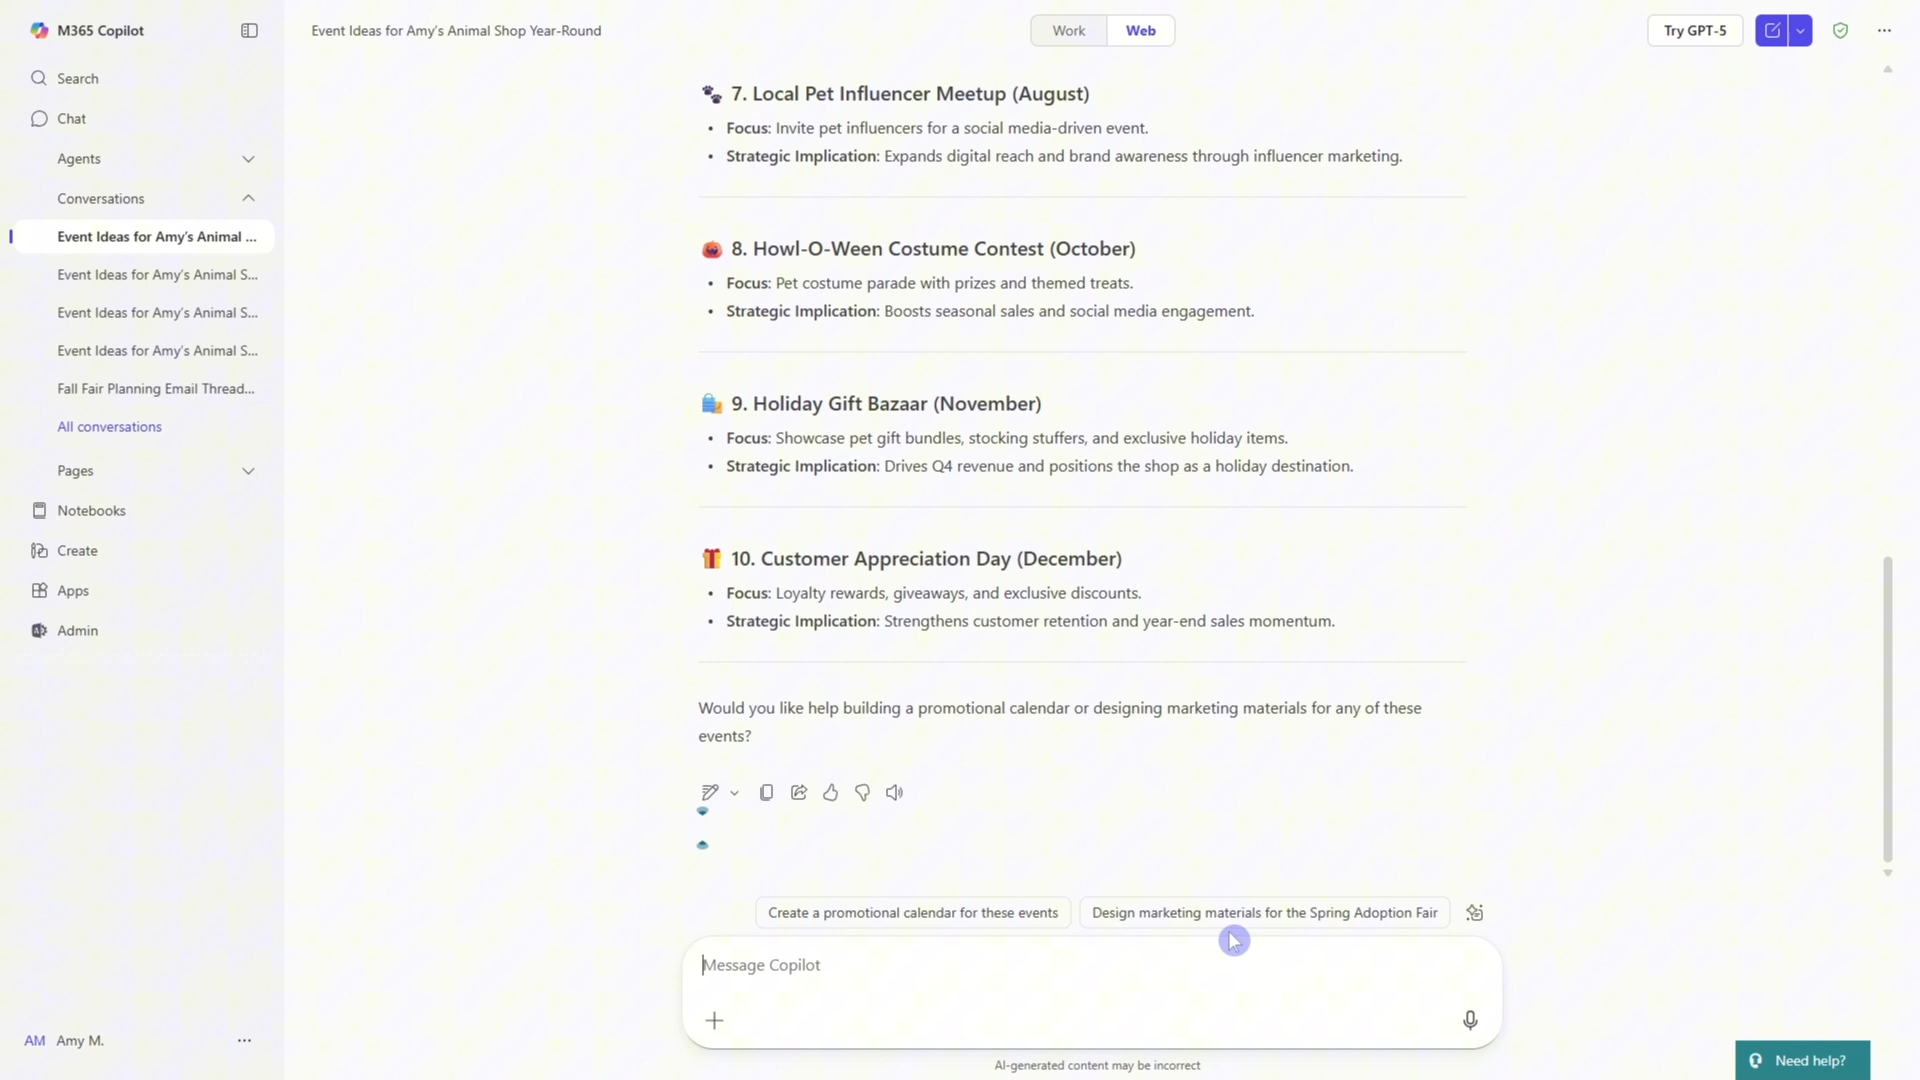 M365 Copilot
Event Ideas for Amy's Animal Shop Year-Round
Work
Web
Try GPT-5
Search
Chat
Agents
Conversations
Event Ideas for Amy's Animal ...
Event Ideas for Amy's Animal S...
Event Ideas for Amy's Animal S...
Event Ideas for Amy's Animal S...
Fall Fair Planning Email Thread...
All conversations
Pages
Notebooks
Create
Apps
Admin
AM Amy M.
7. Local Pet Influencer Meetup (August)
• Focus: Invite pet influencers for a social media-driven event.
• Strategic Implication: Expands digital reach and brand awareness through influencer marketing.
8. Howl-O-Ween Costume Contest (October)
• Focus: Pet costume parade with prizes and themed treats.
• Strategic Implication: Boosts seasonal sales and social media engagement.
9. Holiday Gift Bazaar (November)
• Focus: Showcase pet gift bundles, stocking stuffers, and exclusive holiday items.
• Strategic Implication: Drives Q4 revenue and positions the shop as a holiday destination.
10. Customer Appreciation Day (December)
• Focus: Loyalty rewards, giveaways, and exclusive discounts.
• Strategic Implication: Strengthens customer retention and year-end sales momentum.
Would you like help building a promotional calendar or designing marketing materials for any of these
events?
Create a promotional calendar for these events
Design marketing materials for the Spring Adoption Fair
Message Copilot
AI-generated content may be incorrect
Need help?